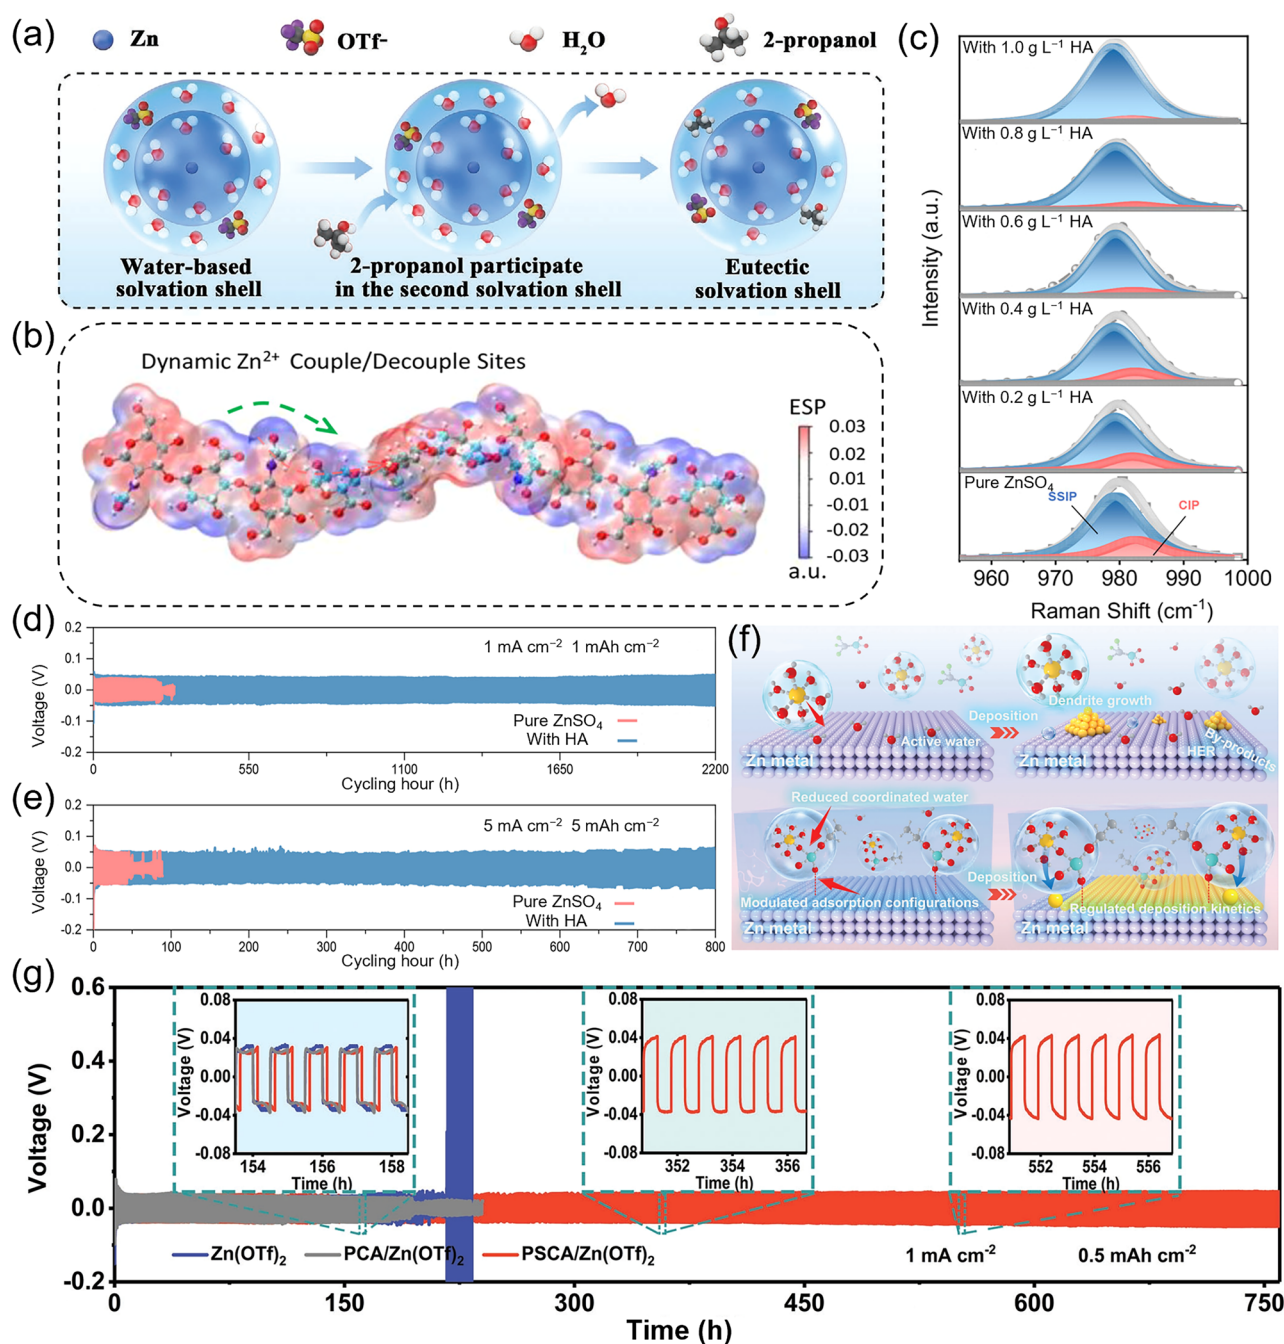 (a)
Zn
OTf-
H₂O
2-propanol
Water-based
solvation shell
2-propanol participate
in the second solvation shell
Eutectic
solvation shell
(b)
Dynamic Zn²⁺ Couple/Decouple Sites
ESP
0.03
0.02
0.01
-0.01
-0.02
-0.03
a.u.
(c)
With 1.0 g L⁻¹ HA
With 0.8 g L⁻¹ HA
With 0.6 g L⁻¹ HA
With 0.4 g L⁻¹ HA
With 0.2 g L⁻¹ HA
Pure ZnSO₄
SSIP
CIP
Intensity (a.u.)
960 970 980 990 1000
Raman Shift (cm⁻¹)
(d)
0.2
0.1
0.0
-0.1
-0.2
Voltage (V)
1 mA cm⁻² 1 mAh cm⁻²
Pure ZnSO₄
With HA
0 550 1100 1650 2200
Cycling hour (h)
(e)
0.2
0.1
0.0
-0.1
-0.2
Voltage (V)
5 mA cm⁻² 5 mAh cm⁻²
Pure ZnSO₄
With HA
0 100 200 300 400 500 600 700 800
Cycling hour (h)
(f)
Active water
Zn metal
Deposition
Dendrite growth
HER
By-products
Zn metal
Reduced coordinated water
Modulated adsorption configurations
Zn metal
Deposition
Regulated deposition kinetics
Zn metal
(g)
0.6
0.4
0.2
0.0
-0.2
Voltage (V)
0.08
0.04
0.00
-0.04
-0.08
Voltage (V)
154 156 158
Time (h)
0.08
0.04
0.00
-0.04
-0.08
Voltage (V)
352 354 356
Time (h)
0.08
0.04
0.00
-0.04
-0.08
Voltage (V)
552 554 556
Time (h)
Zn(OTf)₂
PCA/Zn(OTf)₂
PSCA/Zn(OTf)₂
1 mA cm⁻²
0.5 mAh cm⁻²
0 150 300 450 600 750
Time (h)